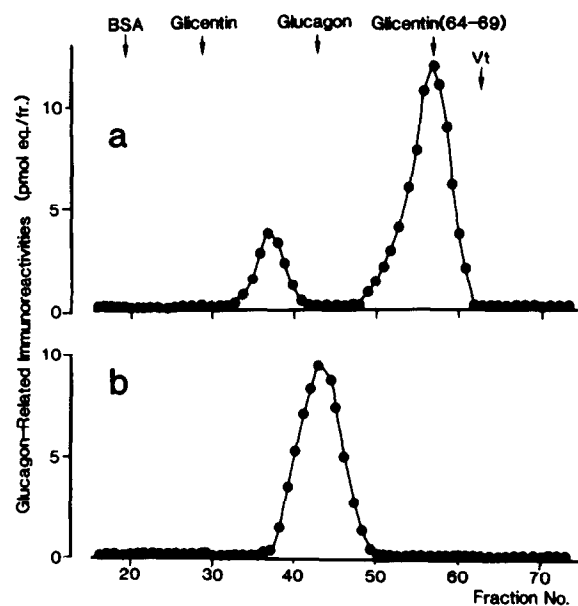 BSA Glicentin Glucagon Glicentin(64-69)
Vt
Glucagon-Related Immunoreactivities (pmol eq./fr.)
10
a
5
0
10
b
5
0
20 30 40 50 60 70
Fraction No.